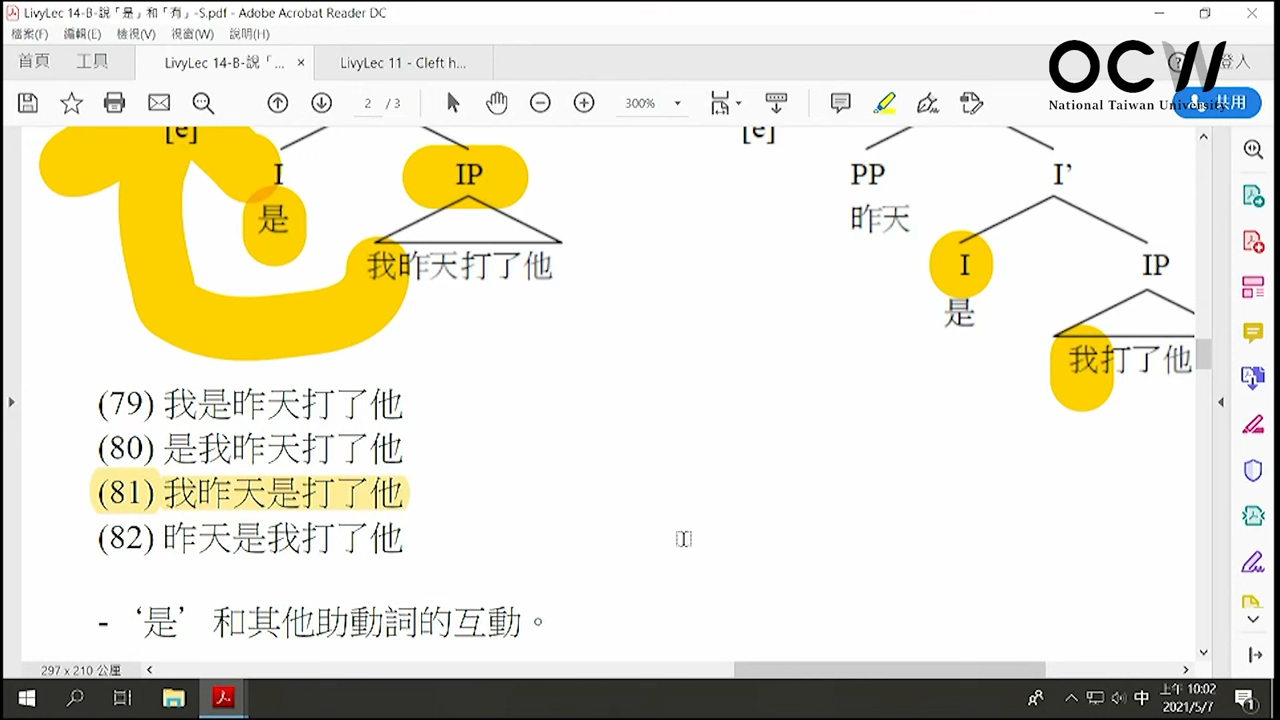 LivyLec 14-B-說「是」和「有」-S.pdf - Adobe Acrobat Reader DC
檔案(F) 編輯(E) 檢視(V) 視窗(W) 說明(H)
首頁 工具 LivyLec 14-B-說「... × LivyLec 11 - Cleft h... 登入
OCW
National Taiwan University
2 / 3 300% 共用
[e] [e]
I IP PP I’
是 昨天
我昨天打了他 I IP
是
我打了他
(79) 我是昨天打了他
(80) 是我昨天打了他
(81) 我昨天是打了他
(82) 昨天是我打了他
- ‘是’ 和其他助動詞的互動。
297 x 210 公厘
中 上午 10:02
2021/5/7
1